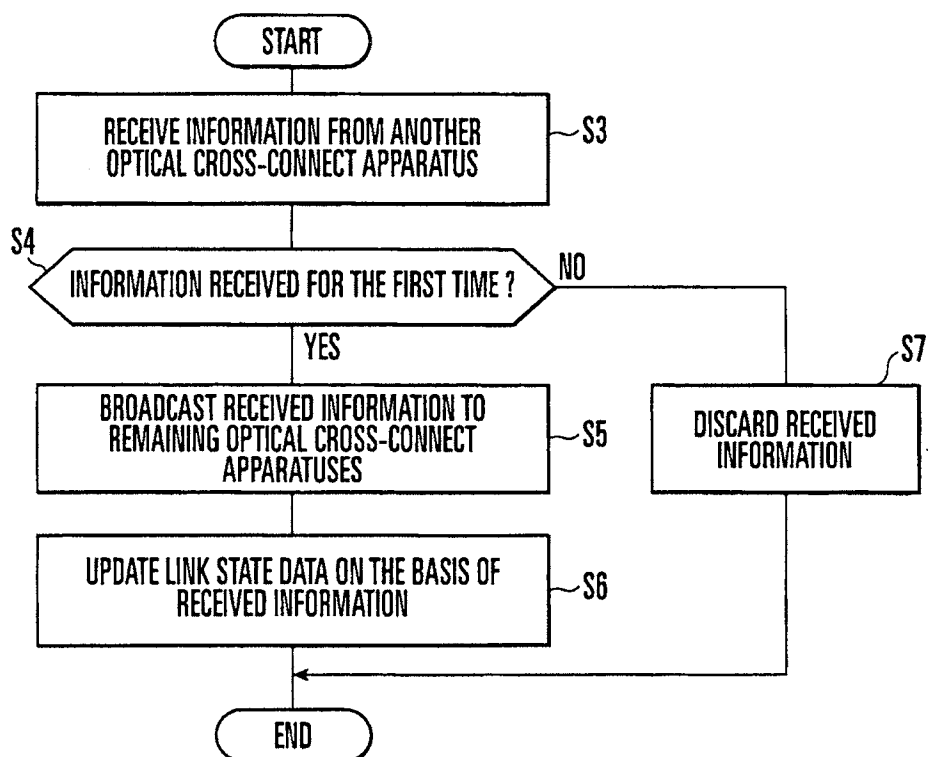 START
RECEIVE INFORMATION FROM ANOTHER
OPTICAL CROSS-CONNECT APPARATUS
S3
S4
INFORMATION RECEIVED FOR THE FIRST TIME ?
NO
YES
S7
BROADCAST RECEIVED INFORMATION TO
REMAINING OPTICAL CROSS-CONNECT
APPARATUSES
S5
DISCARD RECEIVED
INFORMATION
UPDATE LINK STATE DATA ON THE BASIS OF
RECEIVED INFORMATION
S6
END